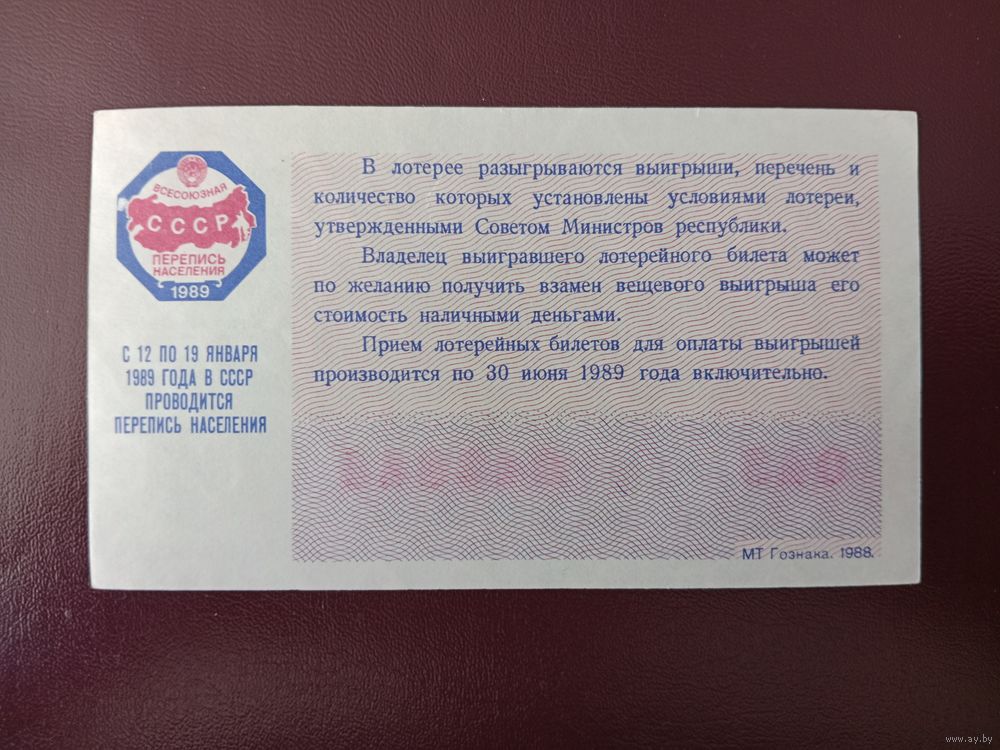 ВСЕСОЮЗНАЯ
СССР
ПЕРЕПИСЬ
НАСЕЛЕНИЯ
1989
С 12 ПО 19 ЯНВАРЯ
1989 ГОДА В СССР
ПРОВОДИТСЯ
ПЕРЕПИСЬ НАСЕЛЕНИЯ
В лотерее разыгрываются выигрыши, перечень и
количество которых установлены условиями лотереи,
утвержденными Советом Министров республики.
Владелец выигравшего лотерейного билета может
по желанию получить взамен вещевого выигрыша его
стоимость наличными деньгами.
Прием лотерейных билетов для оплаты выигрышей
производится по 30 июня 1989 года включительно.
МТ Гознака. 1988.
www.ay.by